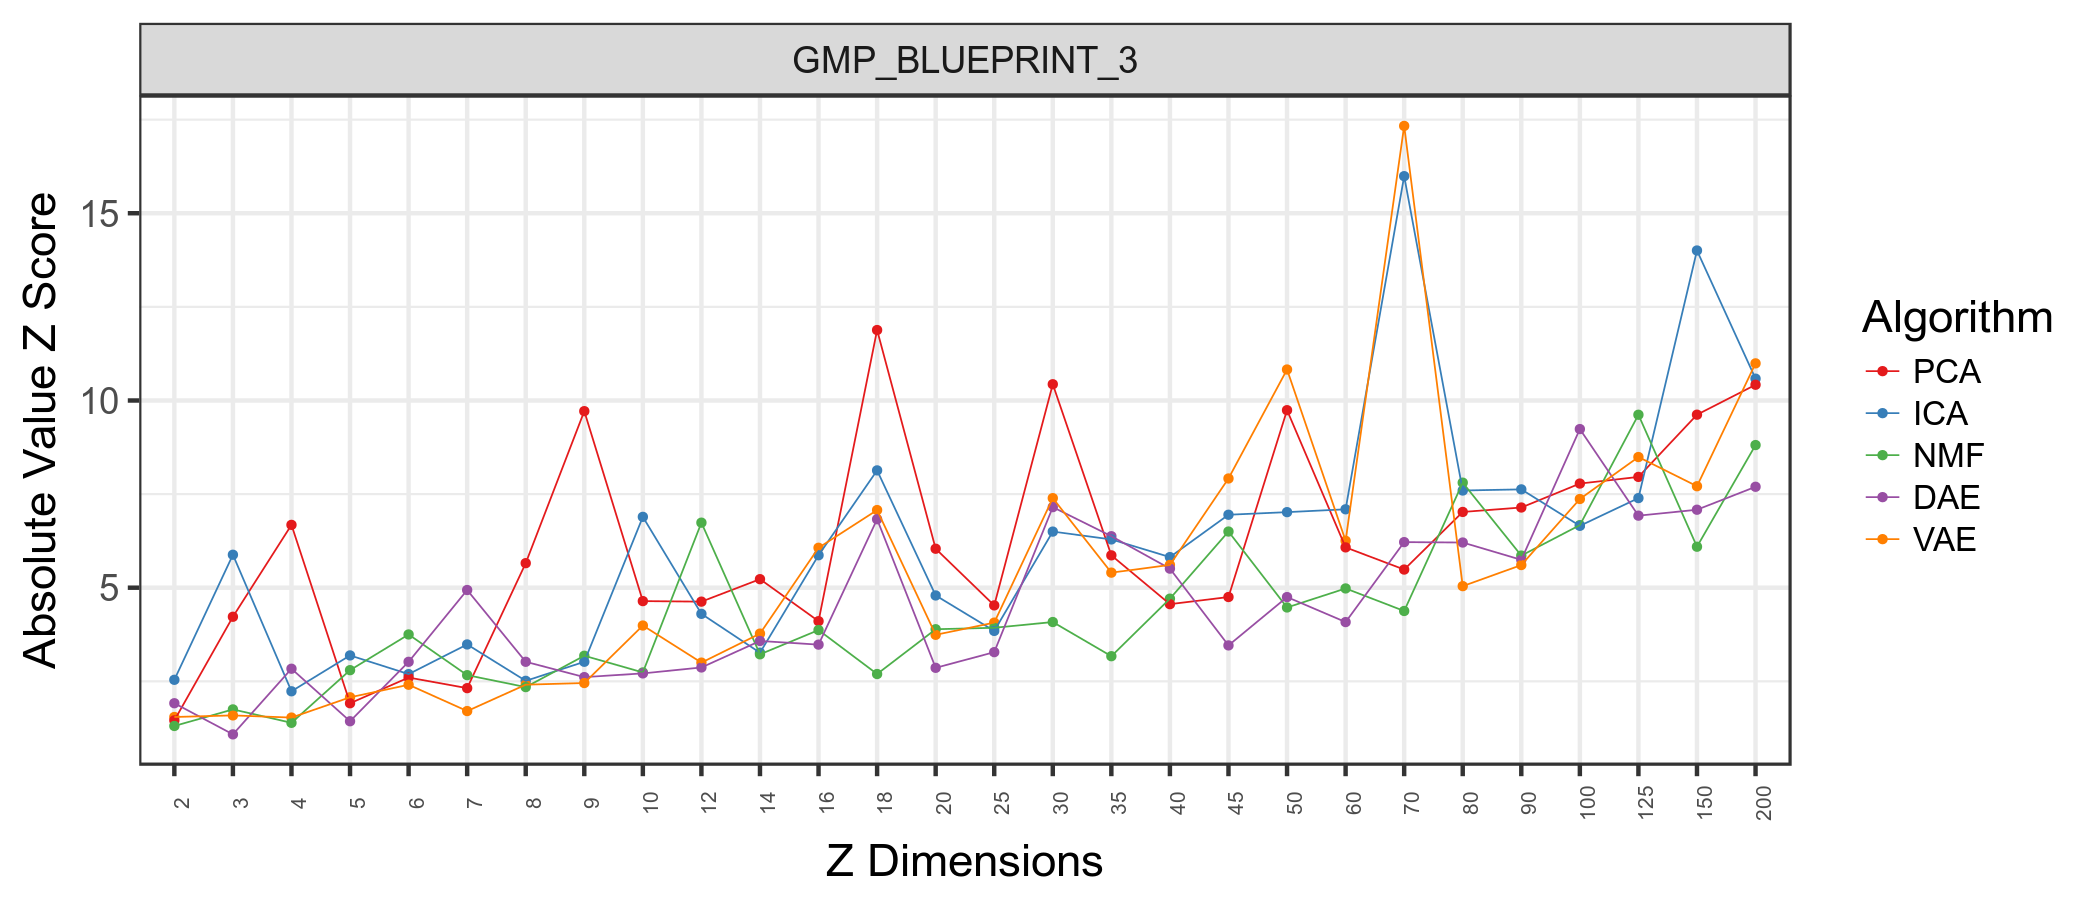 GMP_BLUEPRINT_3
Absolute Value Z Score
15
10
5
2 3 4 5 6 7 8 9 10 12 14 16 18 20 25 30 35 40 45 50 60 70 80 90 100 125 150 200
Z Dimensions
Algorithm
PCA
ICA
NMF
DAE
VAE